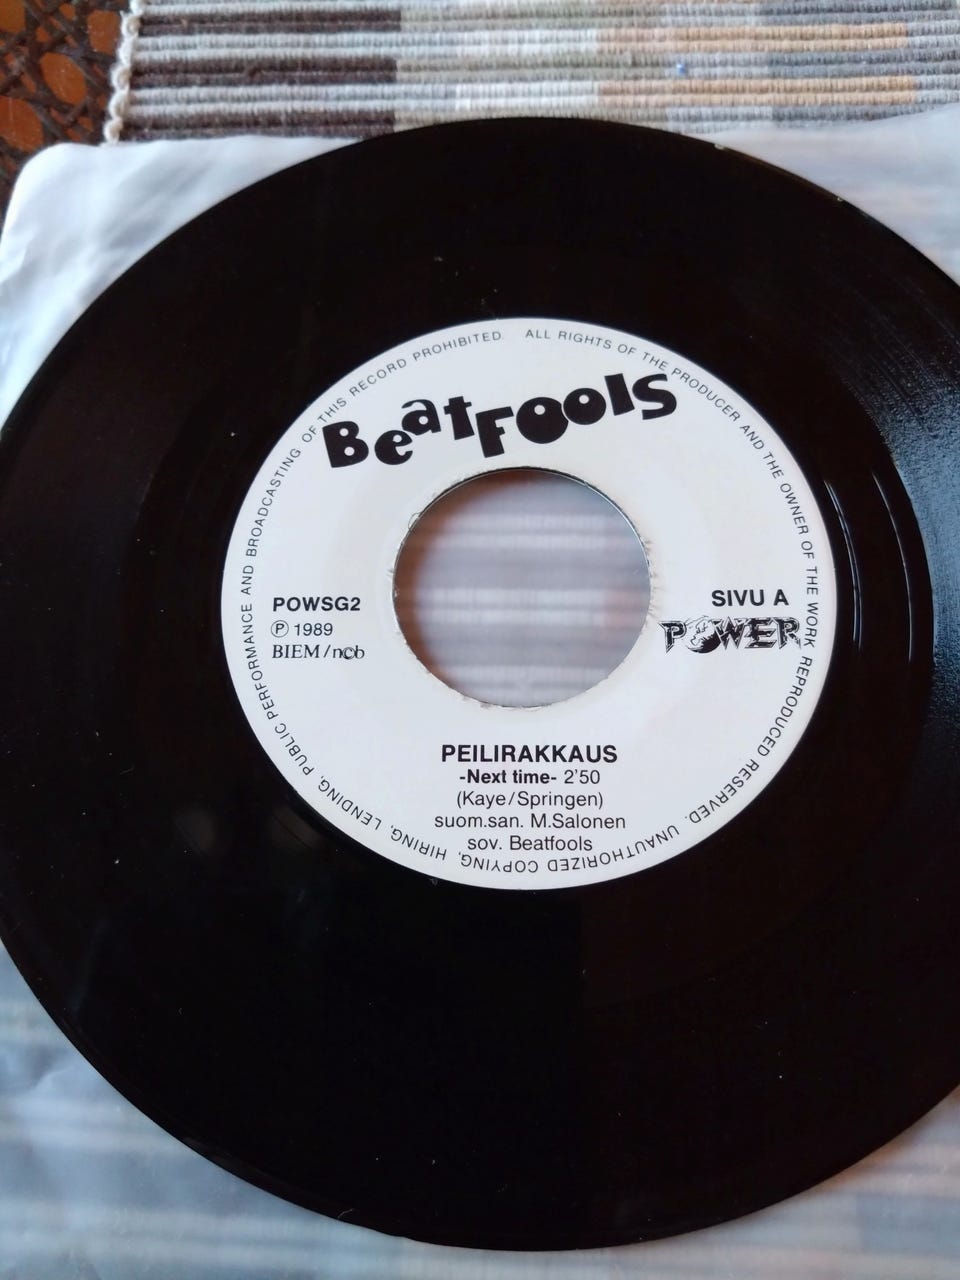 BeatFools
POWSG2
℗ 1989
BIEM/ncb
SIVU A
POWER
PEILIRAKKAUS
-Next time- 2'50
(Kaye/Springen)
suom.san. M.Salonen
sov. Beatfools
ALL RIGHTS OF THE PRODUCER AND THE OWNER OF THE WORK REPRODUCED RESERVED. UNAUTHORIZED COPYING, HIRING, LENDING, PUBLIC PERFORMANCE AND BROADCASTING OF THIS RECORD PROHIBITED.